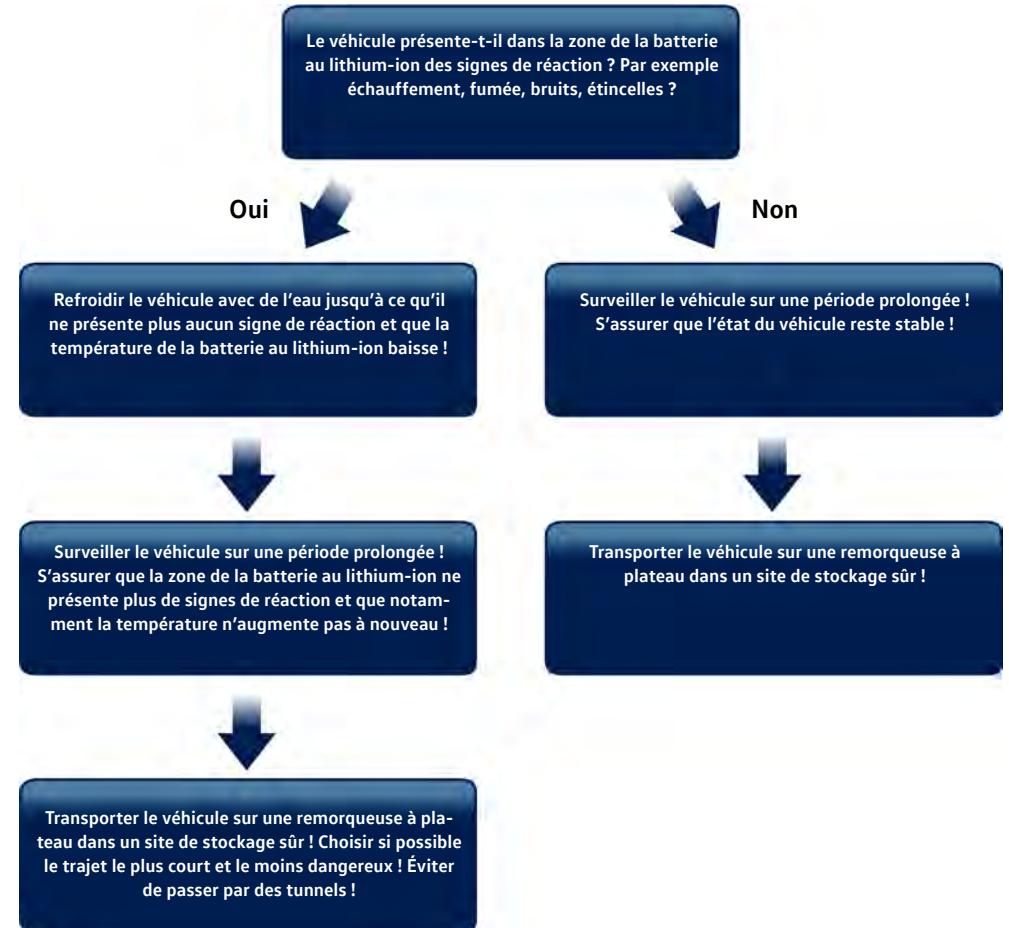 Le véhicule présente-t-il dans la zone de la batterie
au lithium-ion des signes de réaction ? Par exemple
échauffement, fumée, bruits, étincelles ?
Oui
Non
Refroidir le véhicule avec de l’eau jusqu’à ce qu’il
ne présente plus aucun signe de réaction et que la
température de la batterie au lithium-ion baisse !
Surveiller le véhicule sur une période prolongée !
S’assurer que l’état du véhicule reste stable !
Surveiller le véhicule sur une période prolongée !
S’assurer que la zone de la batterie au lithium-ion ne
présente plus de signes de réaction et que notam-
ment la température n’augmente pas à nouveau !
Transporter le véhicule sur une remorqueuse à
plateau dans un site de stockage sûr !
Transporter le véhicule sur une remorqueuse à pla-
teau dans un site de stockage sûr ! Choisir si possible
le trajet le plus court et le moins dangereux ! Éviter
de passer par des tunnels !